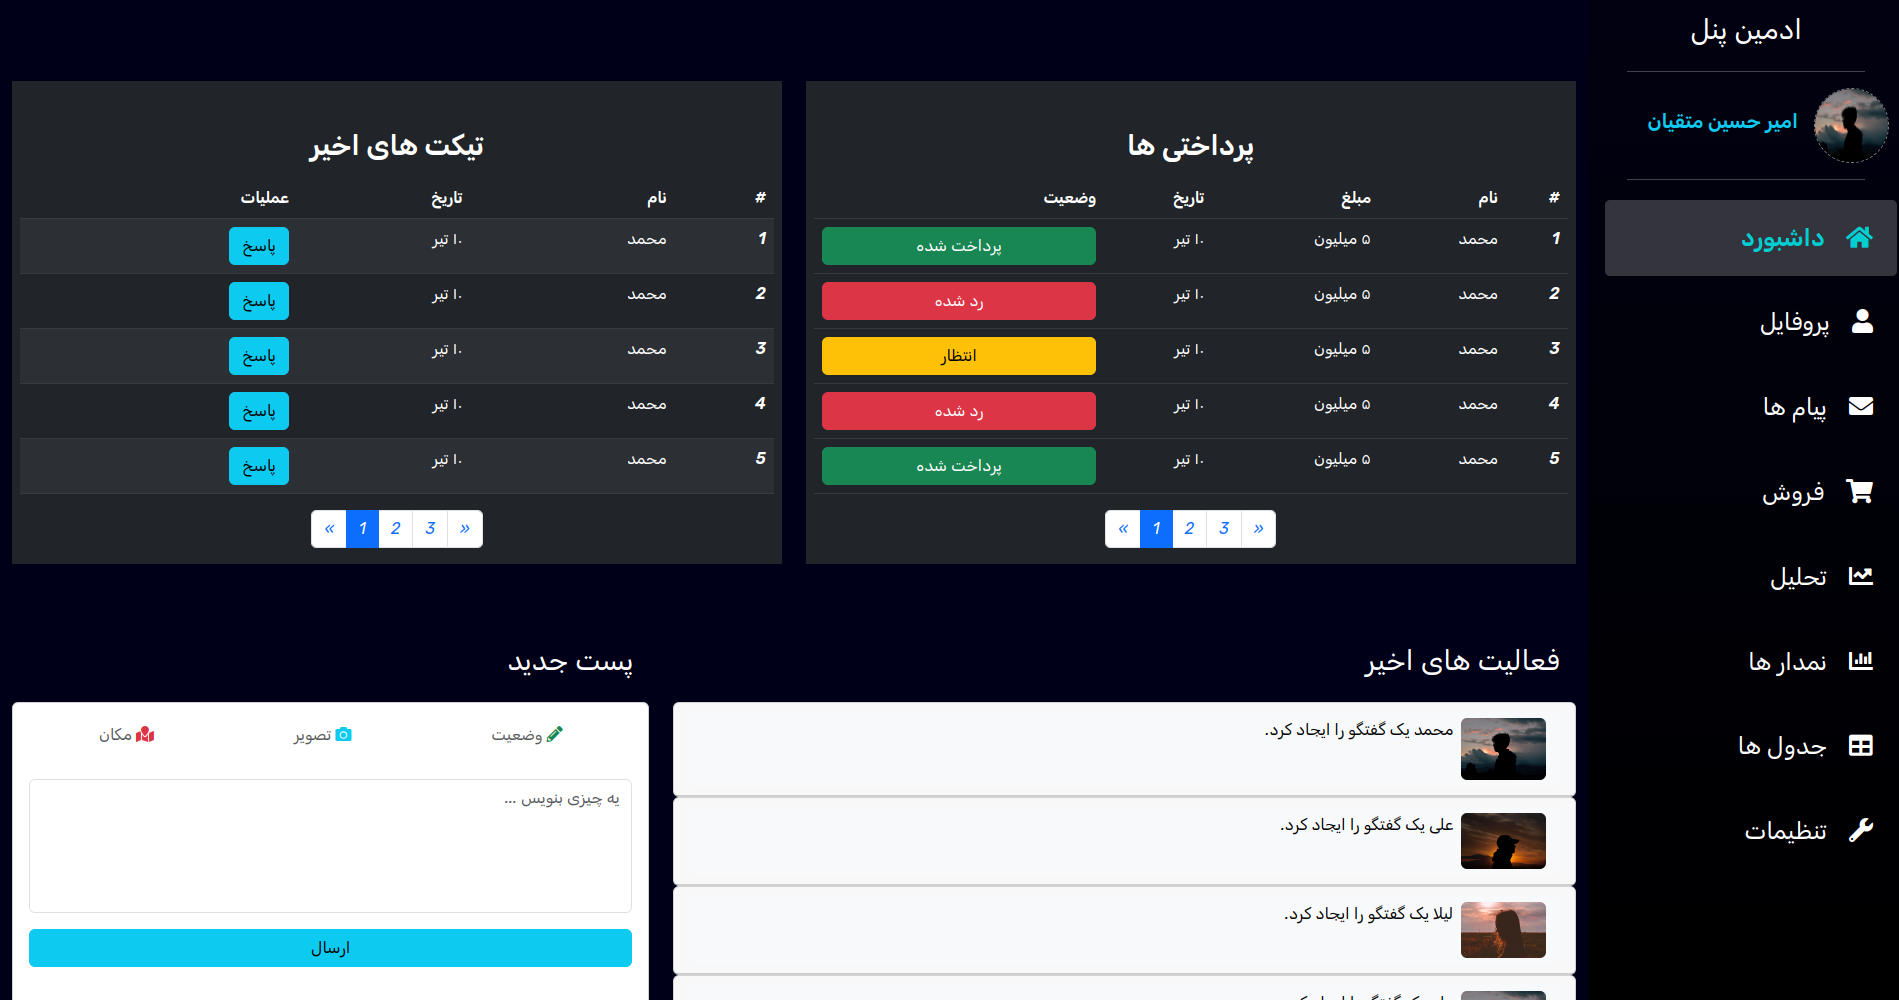 ادمین پنل
امیر حسین متقیان
داشبورد
پروفایل
پیام ها
فروش
تحلیل
نمدار ها
جدول ها
تنظیمات
پرداختی ها
# نام مبلغ تاریخ وضعیت
1 محمد ۵ میلیون ۱۰ تیر پرداخت شده
2 محمد ۵ میلیون ۱۰ تیر رد شده
3 محمد ۵ میلیون ۱۰ تیر انتظار
4 محمد ۵ میلیون ۱۰ تیر رد شده
5 محمد ۵ میلیون ۱۰ تیر پرداخت شده
« 1 2 3 »
تیکت های اخیر
# نام تاریخ عملیات
1 محمد ۱۰ تیر پاسخ
2 محمد ۱۰ تیر پاسخ
3 محمد ۱۰ تیر پاسخ
4 محمد ۱۰ تیر پاسخ
5 محمد ۱۰ تیر پاسخ
« 1 2 3 »
فعالیت های اخیر
محمد یک گفتگو را ایجاد کرد.
علی یک گفتگو را ایجاد کرد.
لیلا یک گفتگو را ایجاد کرد.
پست جدید
وضعیت تصویر مکان
یه چیزی بنویس ...
ارسال